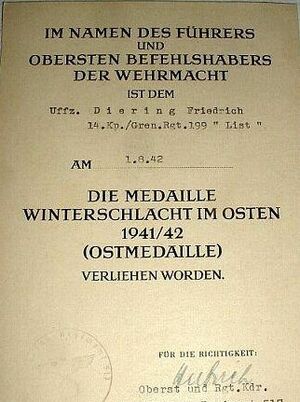 IM NAMEN DES FÜHRERS
UND
OBERSTEN BEFEHLSHABERS
DER WEHRMACHT
IST DEM
Uffz. Diering Friedrich
14.Kp./Gren.Rgt.199 " List "
AM 1.8.42
DIE MEDAILLE
WINTERSCHLACHT IM OSTEN
1941/42
(OSTMEDAILLE)
VERLIEHEN WORDEN.
FÜR DIE RICHTIGKEIT:
Oberst und Rgt.Kdr.